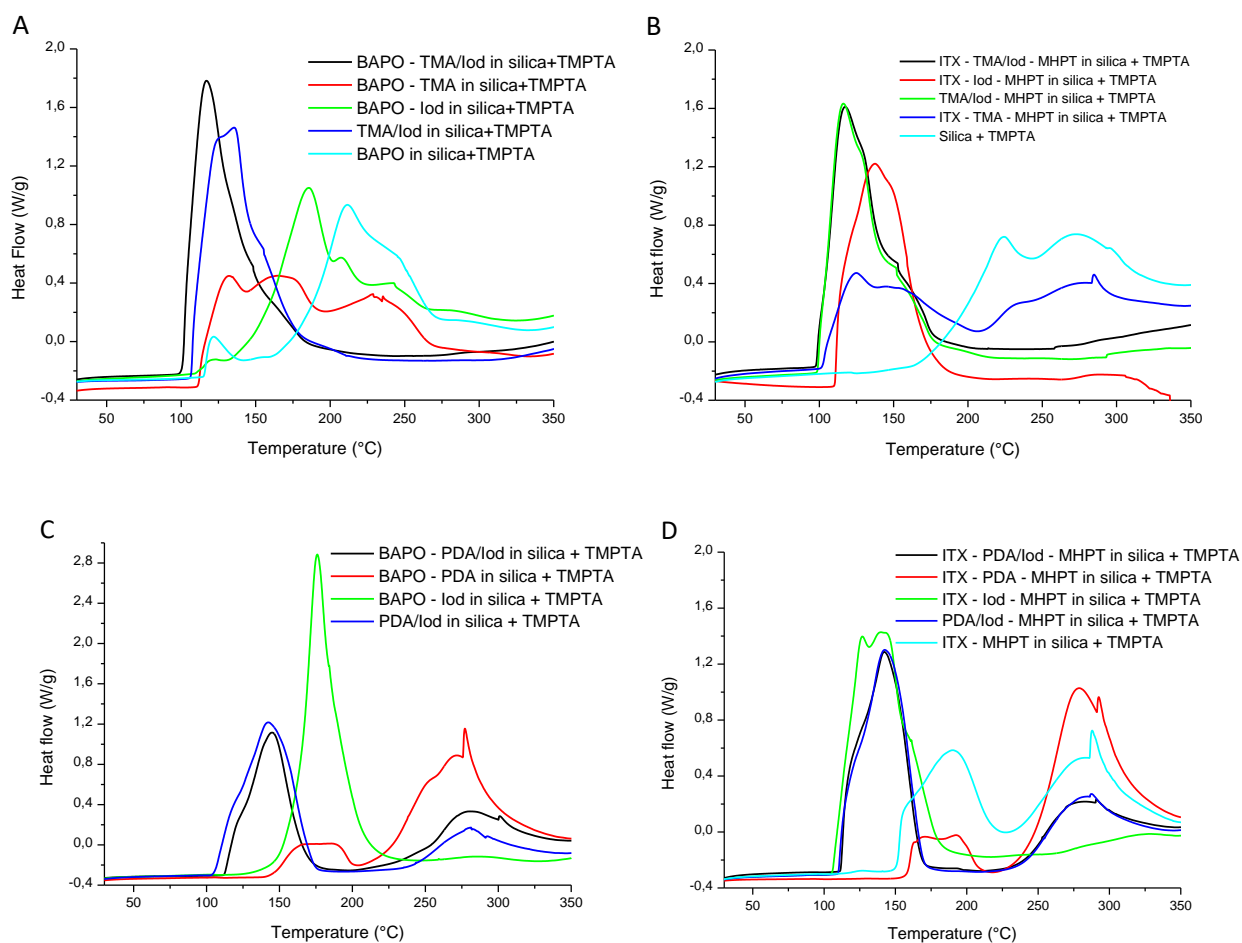 A
2,0
1,6
1,2
0,8
0,4
0,0
-0,4
Heat Flow (W/g)
BAPO - TMA/Iod in silica+TMPTA
BAPO - TMA in silica+TMPTA
BAPO - Iod in silica+TMPTA
TMA/Iod in silica+TMPTA
BAPO in silica+TMPTA
50 100 150 200 250 300 350
Temperature (°C)
B
2,0
1,6
1,2
0,8
0,4
0,0
-0,4
Heat flow (W/g)
ITX - TMA/Iod - MHPT in silica + TMPTA
ITX - Iod - MHPT in silica + TMPTA
TMA/Iod - MHPT in silica + TMPTA
ITX - TMA - MHPT in silica + TMPTA
Silica + TMPTA
50 100 150 200 250 300 350
Temperature (°C)
C
2,8
2,4
2,0
1,6
1,2
0,8
0,4
0,0
-0,4
Heat flow (W/g)
BAPO - PDA/Iod in silica + TMPTA
BAPO - PDA in silica + TMPTA
BAPO - Iod in silica + TMPTA
PDA/Iod in silica + TMPTA
50 100 150 200 250 300 350
Temperature (°C)
D
2,0
1,6
1,2
0,8
0,4
0,0
-0,4
Heat flow (W/g)
ITX - PDA/Iod - MHPT in silica + TMPTA
ITX - PDA - MHPT in silica + TMPTA
ITX - Iod - MHPT in silica + TMPTA
PDA/Iod - MHPT in silica + TMPTA
ITX - MHPT in silica + TMPTA
50 100 150 200 250 300 350
Temperature (°C)